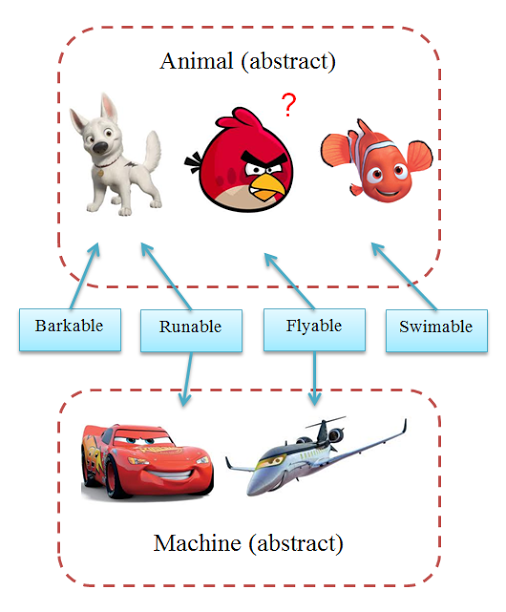 Animal (abstract)
?
Barkable
Runable
Flyable
Swimable
Machine (abstract)